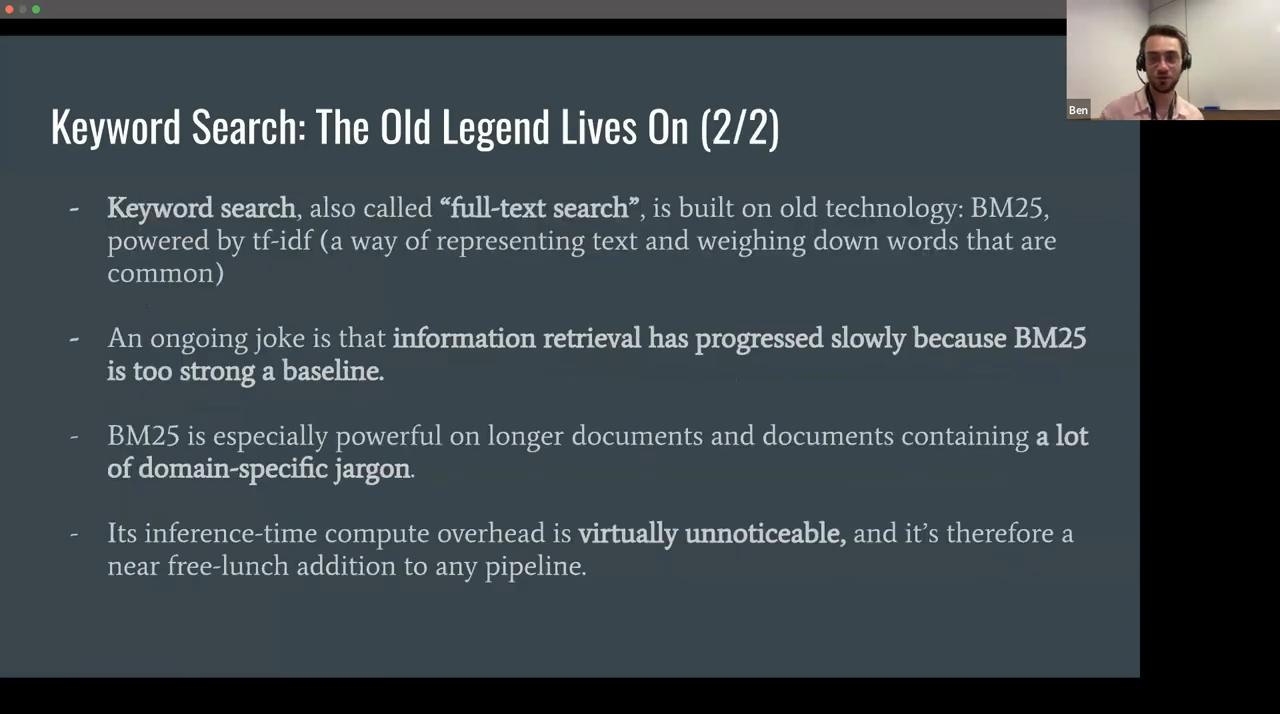 Ben
Keyword Search: The Old Legend Lives On (2/2)
- Keyword search, also called “full-text search”, is built on old technology: BM25,
powered by tf-idf (a way of representing text and weighing down words that are
common)
- An ongoing joke is that information retrieval has progressed slowly because BM25
is too strong a baseline.
- BM25 is especially powerful on longer documents and documents containing a lot
of domain-specific jargon.
- Its inference-time compute overhead is virtually unnoticeable, and it’s therefore a
near free-lunch addition to any pipeline.